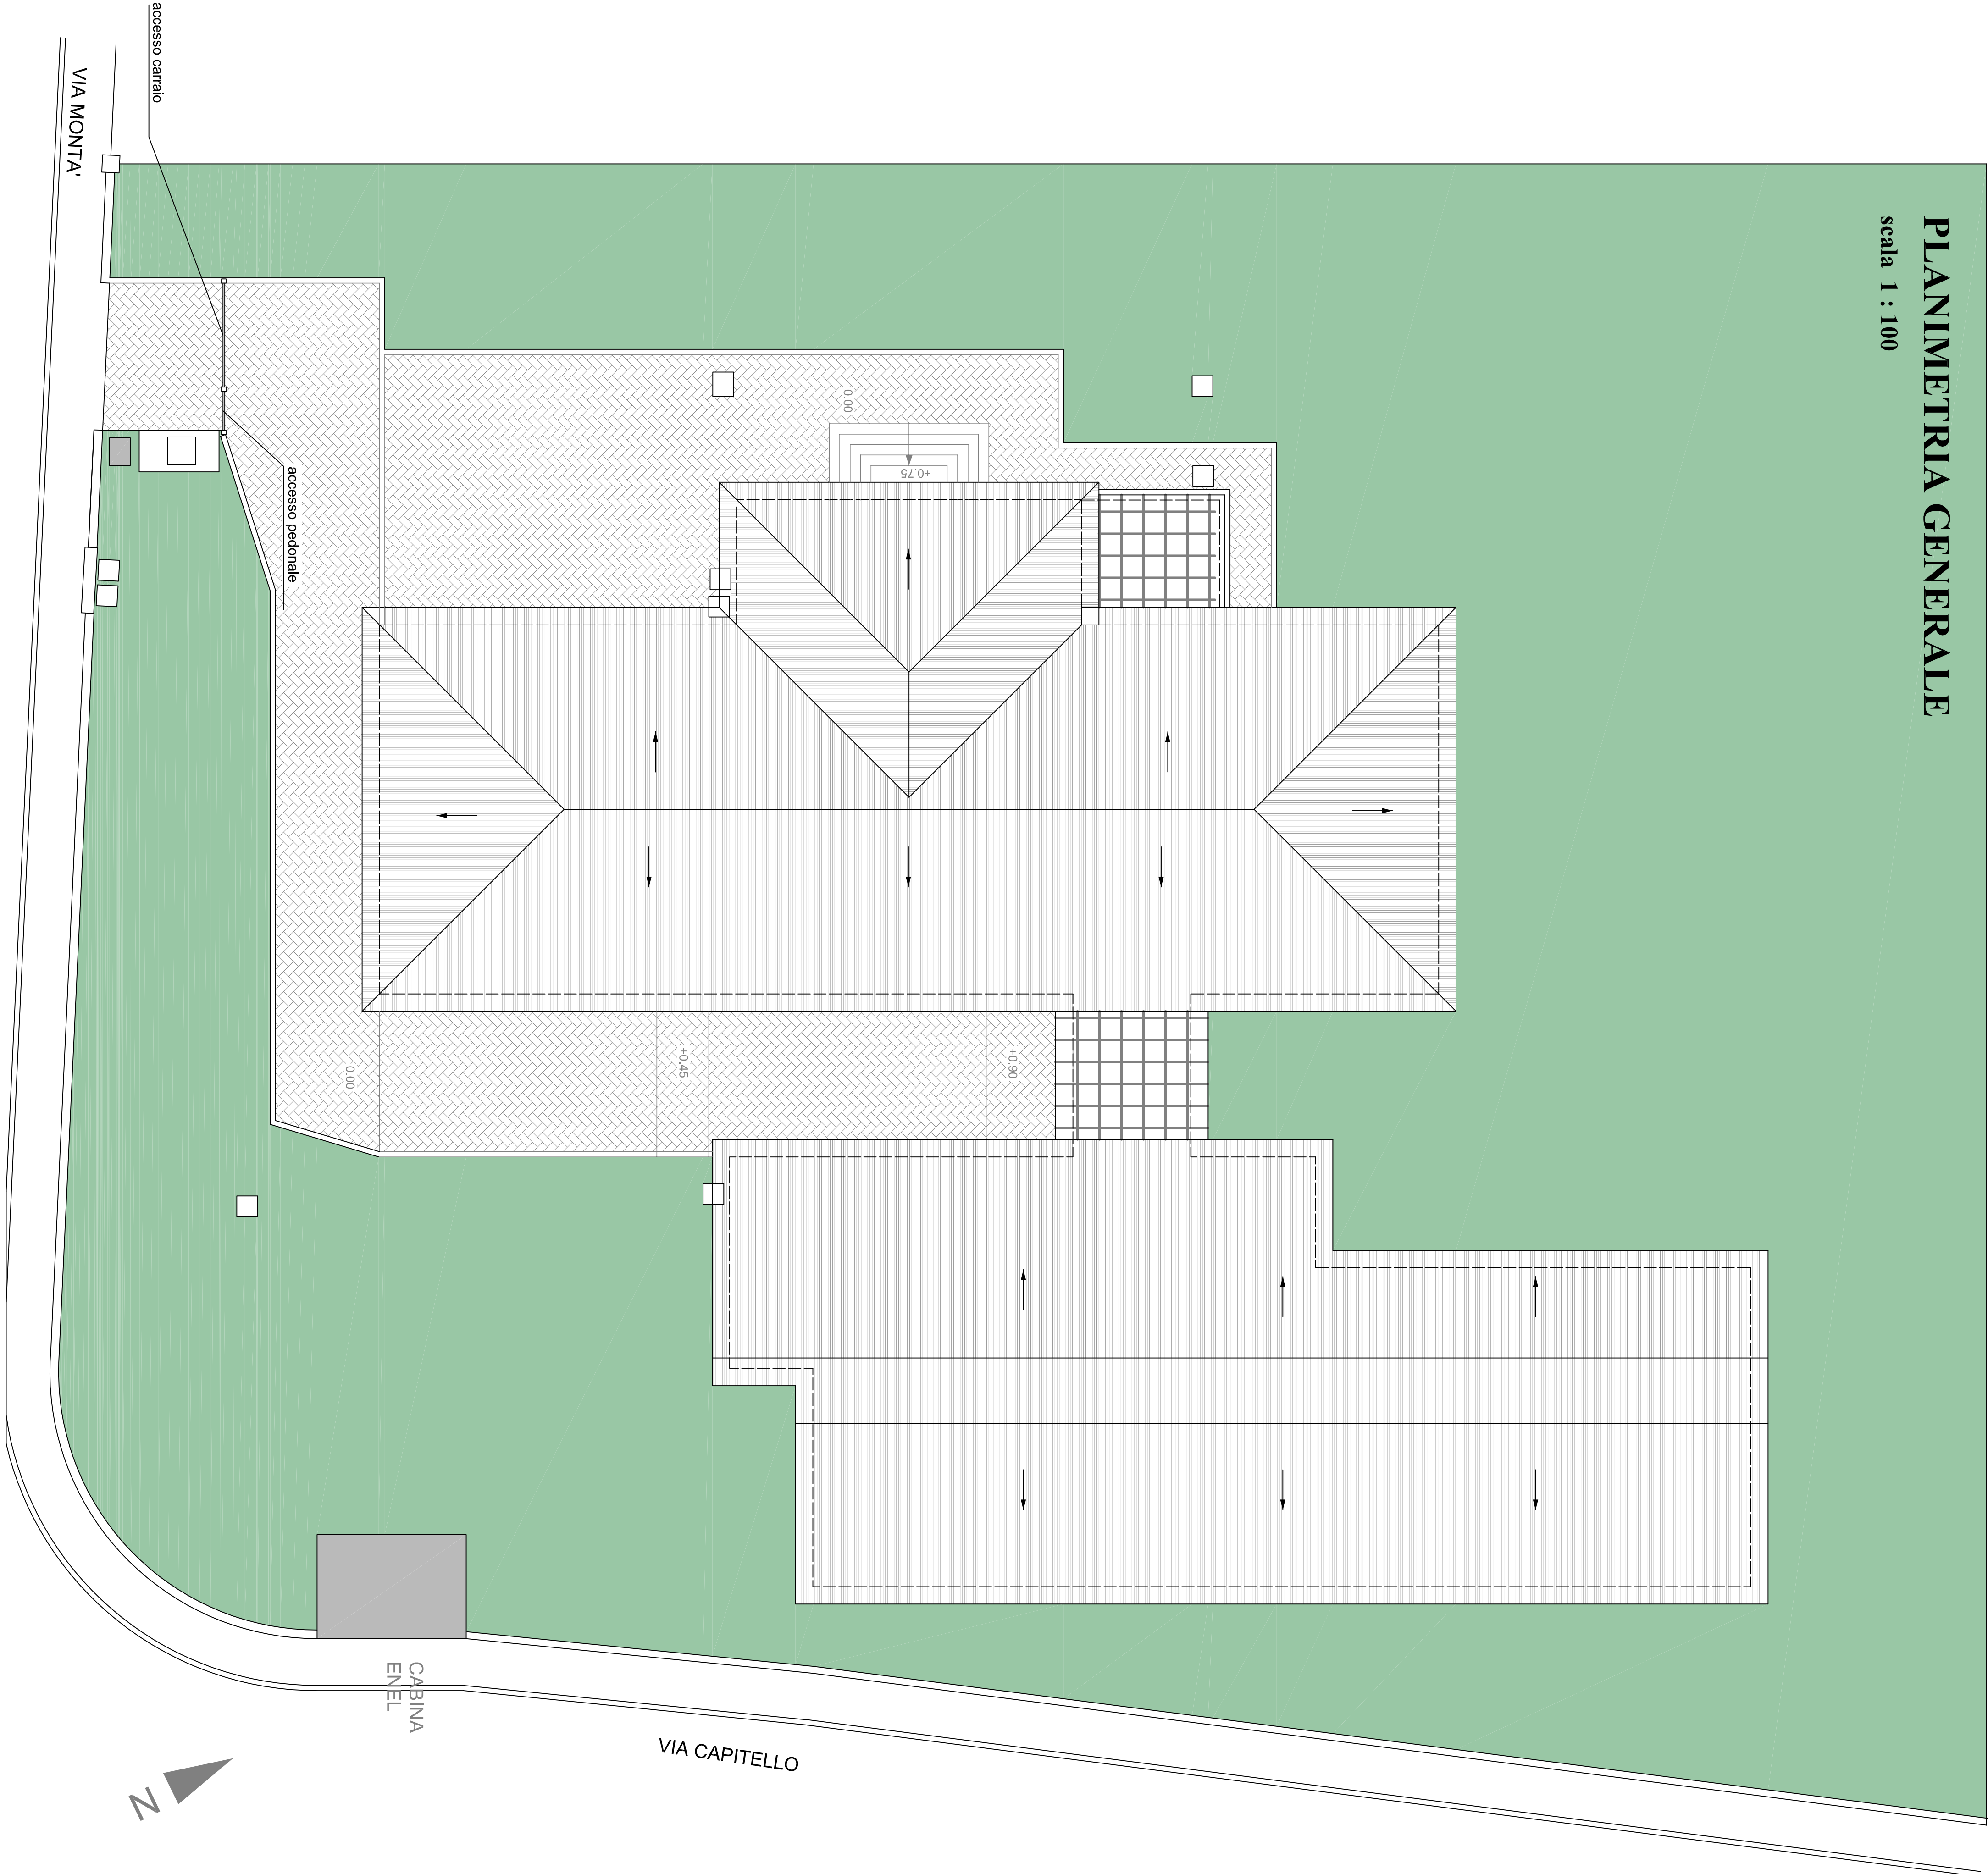 PLANIMETRIA GENERALE
scala 1 : 100
accesso carraio
VIA MONTA'
accesso pedonale
0.00
+0.75
0.00
+0.45
+0.90
CABINA
ENEL
VIA CAPITELLO
N